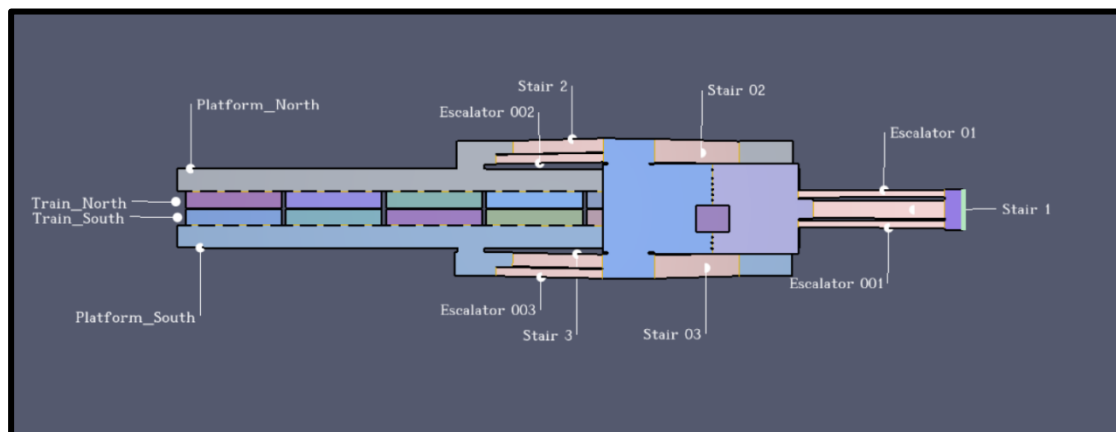 Stair 2
Stair 02
Platform_North
Escalator 002
Escalator 01
Train_North
Train_South
Stair 1
Escalator 001
Platform_South
Escalator 003
Stair 3
Stair 03